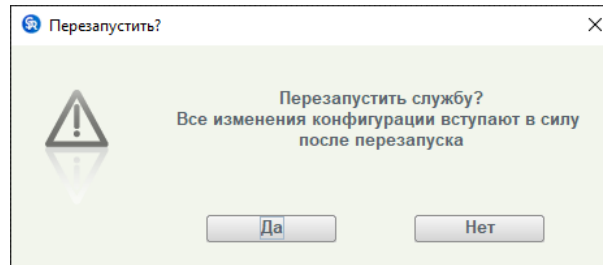 Перезапустить?
Перезапустить службу?
Все изменения конфигурации вступают в силу
после перезапуска
Да
Нет